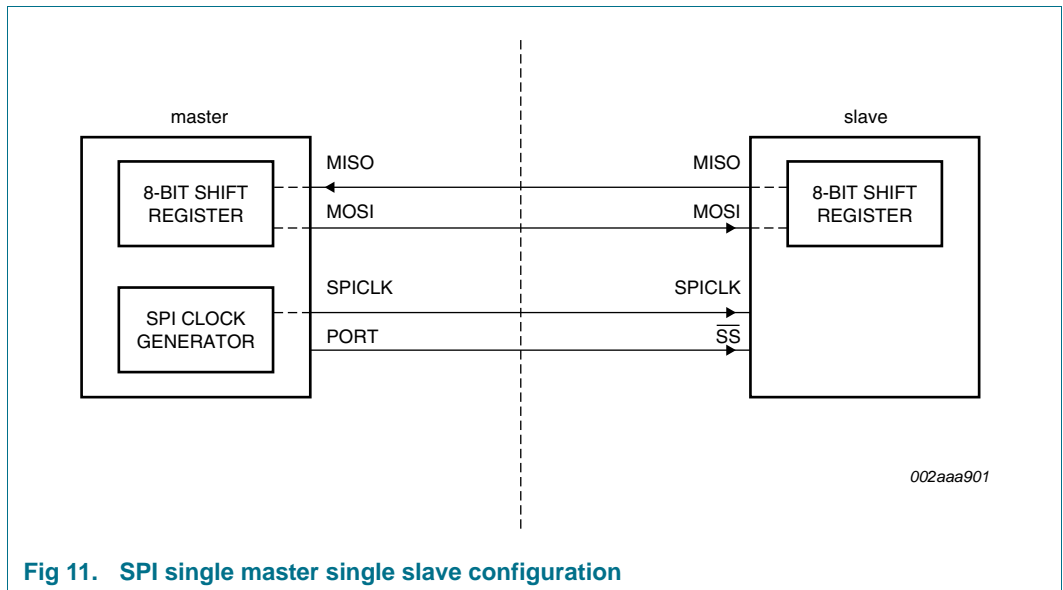 master
slave
8-BIT SHIFT
REGISTER
MISO
MISO
MOSI
MOSI
8-BIT SHIFT
REGISTER
SPI CLOCK
GENERATOR
SPICLK
SPICLK
PORT
S̅S̅
002aaa901
Fig 11. SPI single master single slave configuration